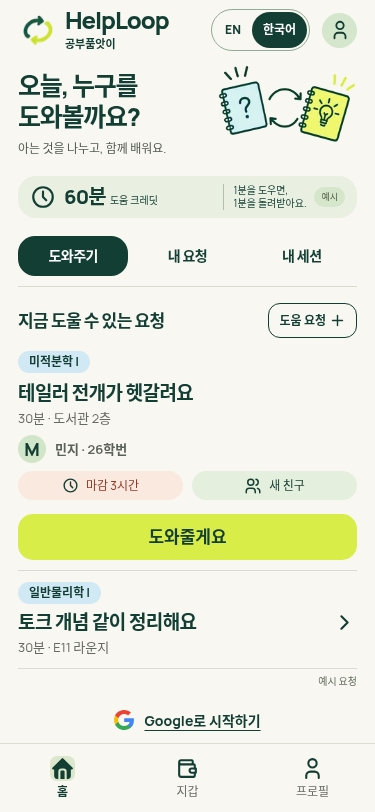 HelpLoop
공부품앗이
EN 한국어
오늘, 누구를
도와볼까요?
아는 것을 나누고, 함께 배워요.
?
60분 도움 크레딧
1분을 도우면,
1분을 돌려받아요.
예시
도와주기 내 요청 내 세션
지금 도울 수 있는 요청
도움 요청 +
미적분학 I
테일러 전개가 헷갈려요
30분 · 도서관 2층
M 민지 · 26학번
마감 3시간 새 친구
도와줄게요
일반물리학 I
토크 개념 같이 정리해요
30분 · E11 라운지
예시 요청
Google로 시작하기
홈 지갑 프로필